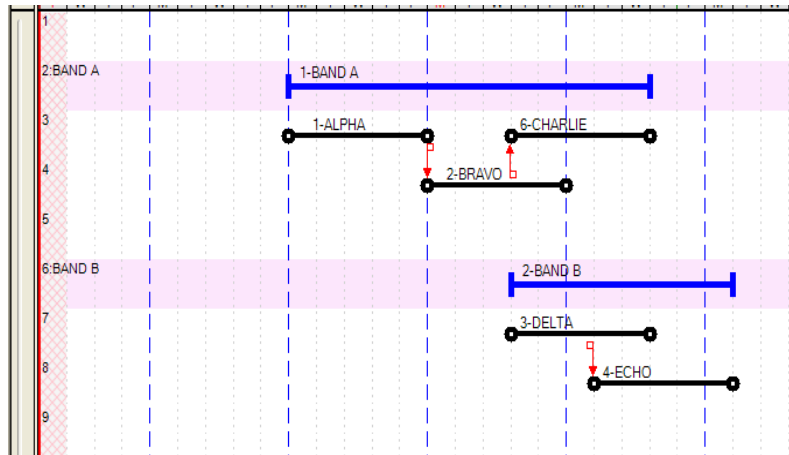 1
2:BAND A
1-BAND A
3
1-ALPHA
6-CHARLIE
4
2-BRAVO
5
6:BAND B
2-BAND B
7
3-DELTA
8
4-ECHO
9